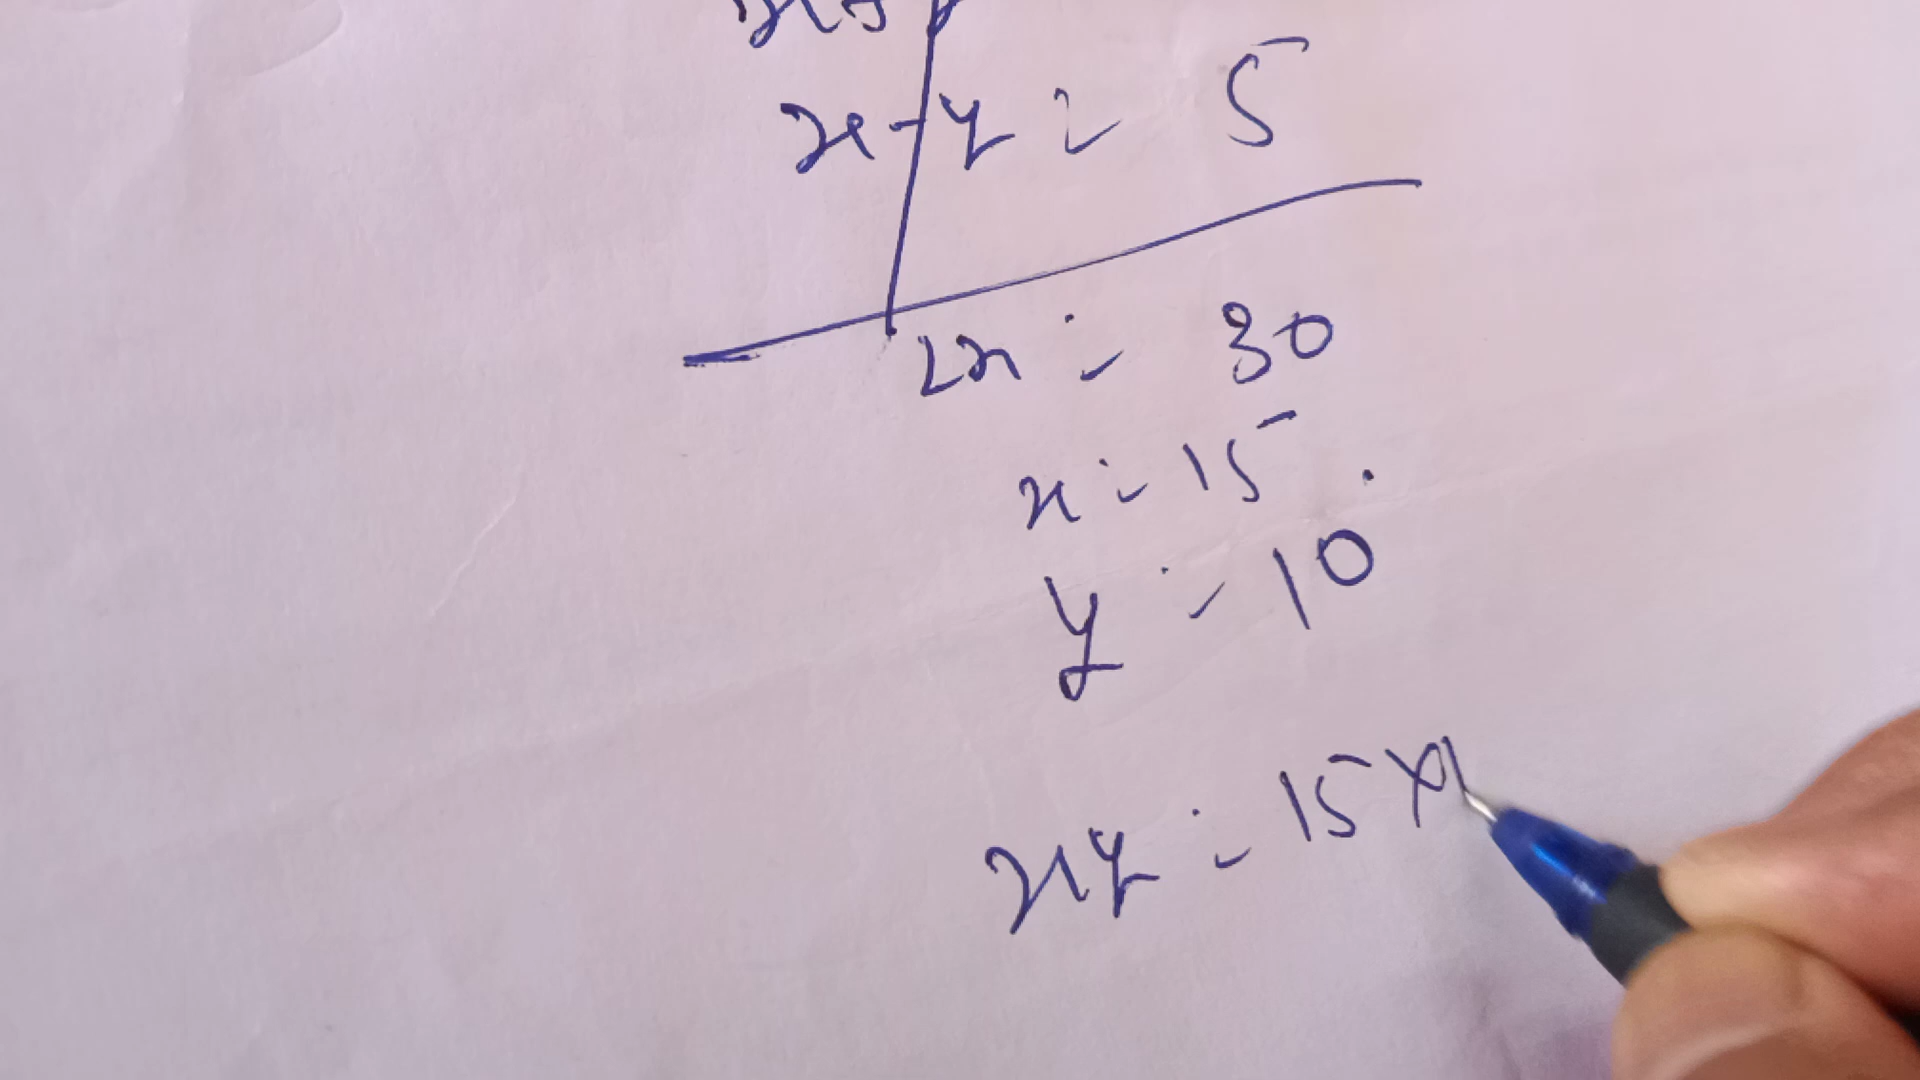 x - y = 5
2x = 30
x = 15
y = 10
xy = 15 × 1